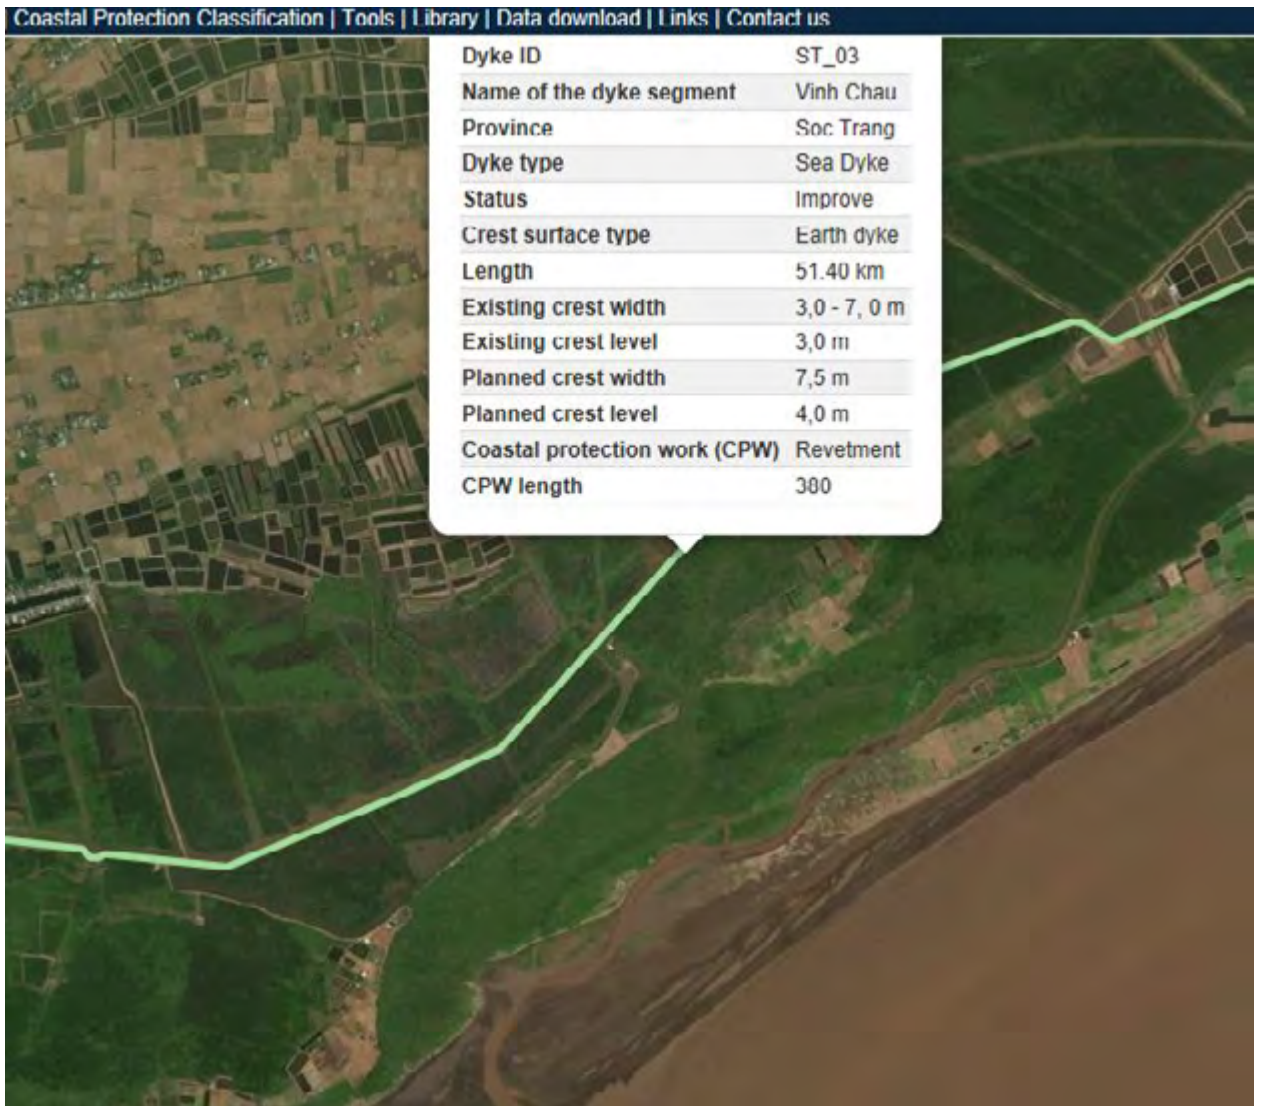 Coastal Protection Classification | Tools | Library | Data download | Links | Contact us
Dyke ID ST_03
Name of the dyke segment Vinh Chau
Province Soc Trang
Dyke type Sea Dyke
Status Improve
Crest surface type Earth dyke
Length 51.40 km
Existing crest width 3,0 - 7, 0 m
Existing crest level 3,0 m
Planned crest width 7,5 m
Planned crest level 4,0 m
Coastal protection work (CPW) Revetment
CPW length 380